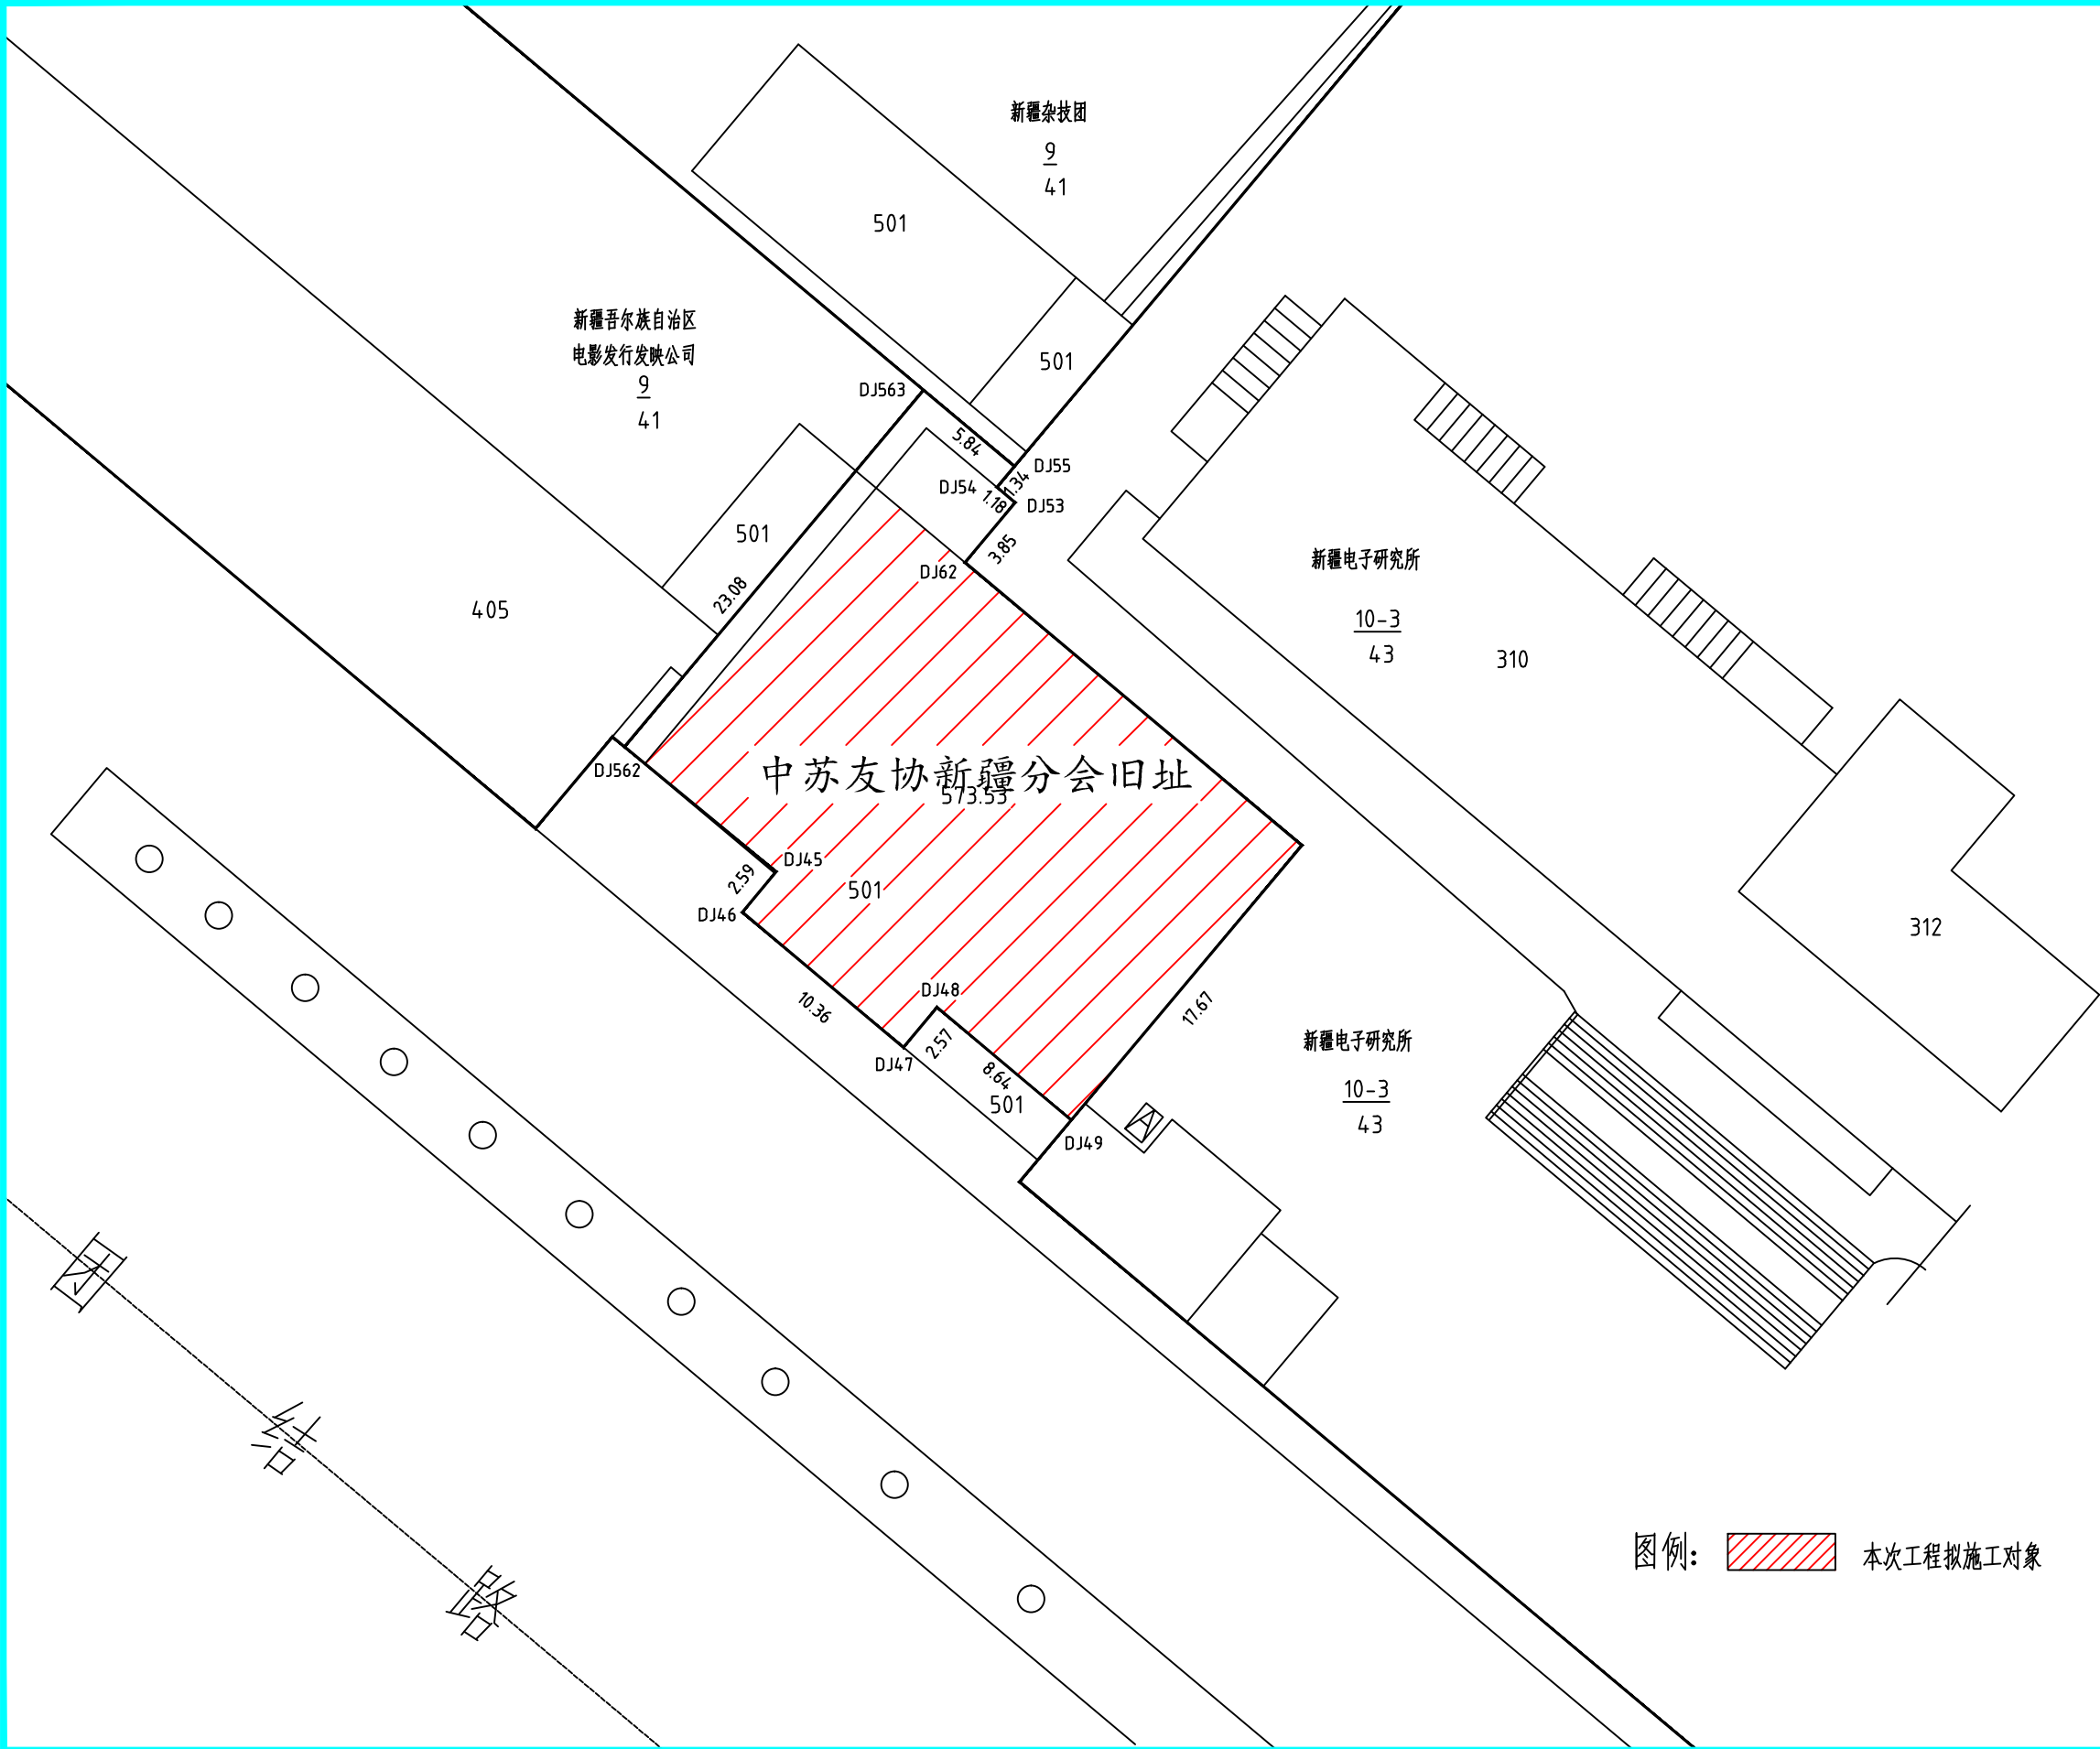 新疆杂技团
9
41
501
501
新疆吾尔族自治区
电影发行发映公司
9
41
DJ563
5.84
DJ55
1.34
DJ54
1.18
DJ53
3.85
DJ62
501
23.08
405
新疆电子研究所
10-3
43
310
中苏友协新疆分会旧址
573.53
DJ562
DJ45
2.59
501
DJ46
312
DJ48
10.36
17.67
2.57
DJ47
8.64
501
新疆电子研究所
10-3
43
DJ49
A
团
结
路
图例:
本次工程拟施工对象